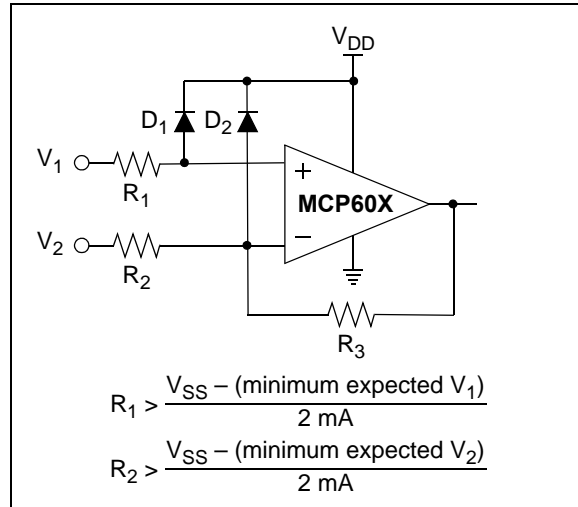 V_DD
D_1 D_2
V_1
R_1
+
MCP60X
V_2
R_2
–
R_3
R_1 > V_SS – (minimum expected V_1)
2 mA
R_2 > V_SS – (minimum expected V_2)
2 mA